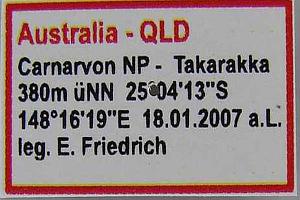 Australia - QLD
Carnarvon NP - Takarakka
380m üNN 25°04'13"S
148°16'19"E 18.01.2007 a.L.
leg. E. Friedrich